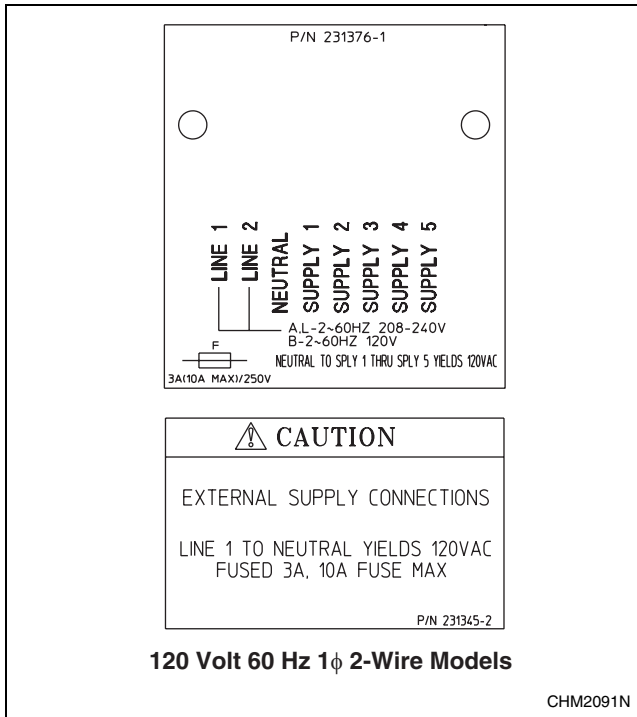 P/N 231376-1
LINE 1
LINE 2
NEUTRAL
SUPPLY 1
SUPPLY 2
SUPPLY 3
SUPPLY 4
SUPPLY 5
A,L-2~60HZ 208-240V
B-2~60HZ 120V
F
NEUTRAL TO SPLY 1 THRU SPLY 5 YIELDS 120VAC
3A(10A MAX)/250V
⚠ CAUTION
EXTERNAL SUPPLY CONNECTIONS
LINE 1 TO NEUTRAL YIELDS 120VAC
FUSED 3A, 10A FUSE MAX
P/N 231345-2
120 Volt 60 Hz 1ϕ 2-Wire Models
CHM2091N